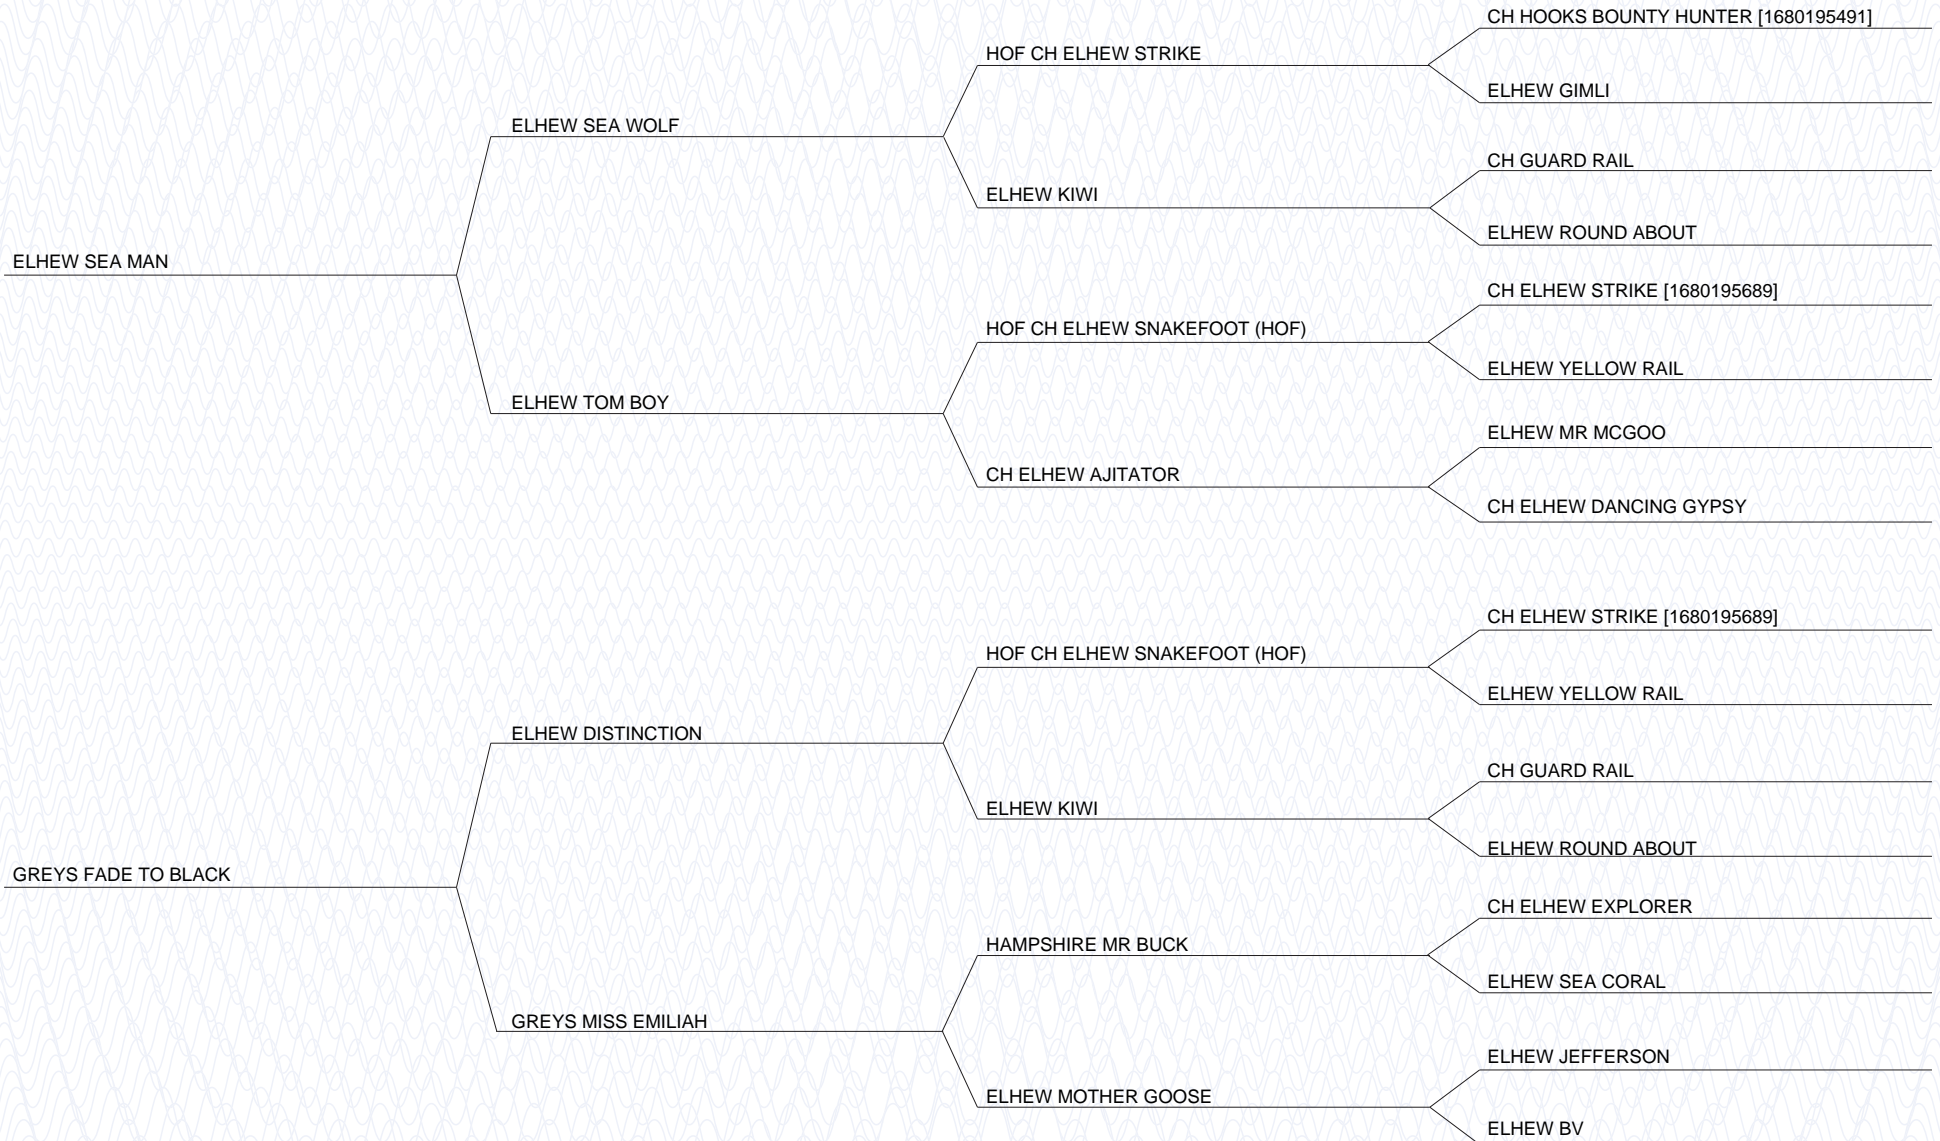 CH HOOKS BOUNTY HUNTER [1680195491]
HOF CH ELHEW STRIKE
ELHEW GIMLI
ELHEW SEA WOLF
CH GUARD RAIL
ELHEW KIWI
ELHEW ROUND ABOUT
ELHEW SEA MAN
CH ELHEW STRIKE [1680195689]
HOF CH ELHEW SNAKEFOOT (HOF)
ELHEW YELLOW RAIL
ELHEW TOM BOY
ELHEW MR MCGOO
CH ELHEW AJITATOR
CH ELHEW DANCING GYPSY
CH ELHEW STRIKE [1680195689]
HOF CH ELHEW SNAKEFOOT (HOF)
ELHEW YELLOW RAIL
ELHEW DISTINCTION
CH GUARD RAIL
ELHEW KIWI
ELHEW ROUND ABOUT
GREYS FADE TO BLACK
CH ELHEW EXPLORER
HAMPSHIRE MR BUCK
ELHEW SEA CORAL
GREYS MISS EMILIAH
ELHEW JEFFERSON
ELHEW MOTHER GOOSE
ELHEW BV